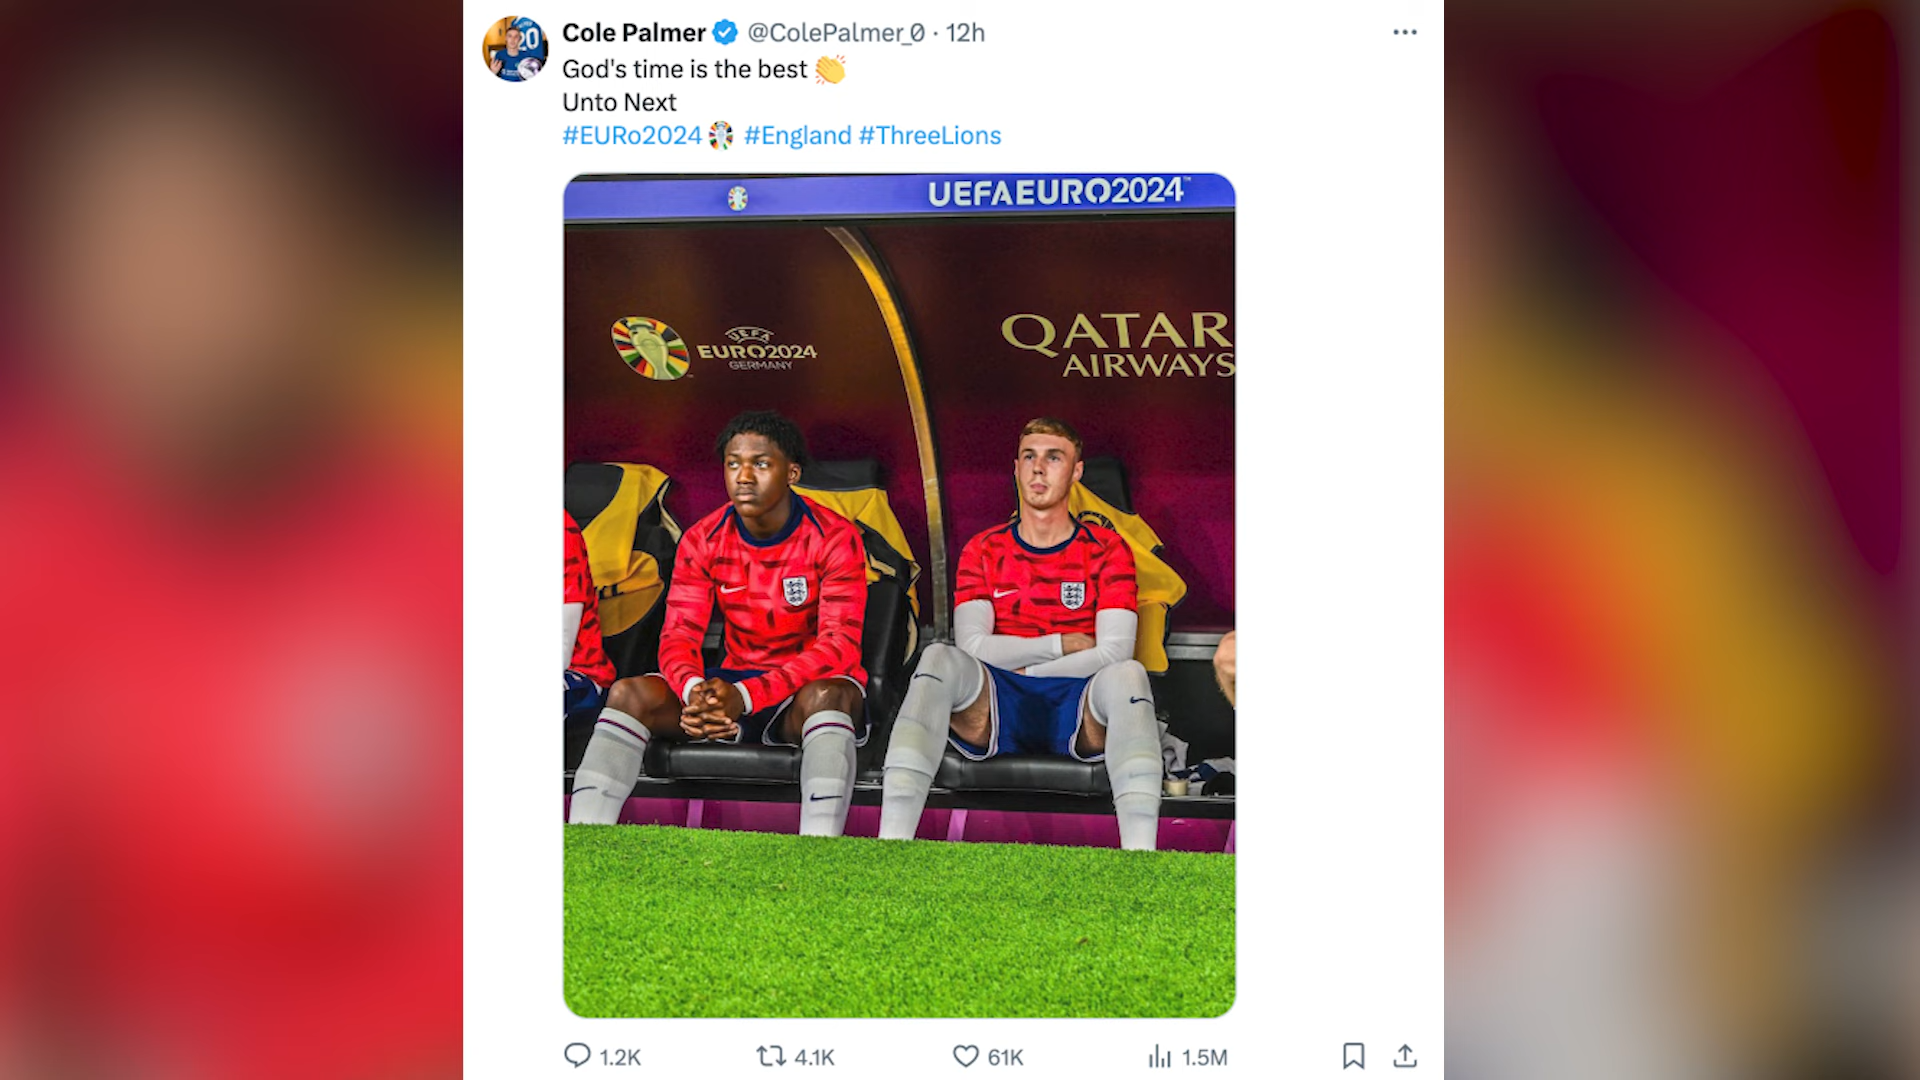 Cole Palmer @ColePalmer_0 · 12h
God's time is the best 👏
Unto Next
#EURo2024 #England #ThreeLions
UEFAEURO2024™
UEFA
EURO2024
GERMANY
QATAR
AIRWAYS
1.2K 4.1K 61K 1.5M